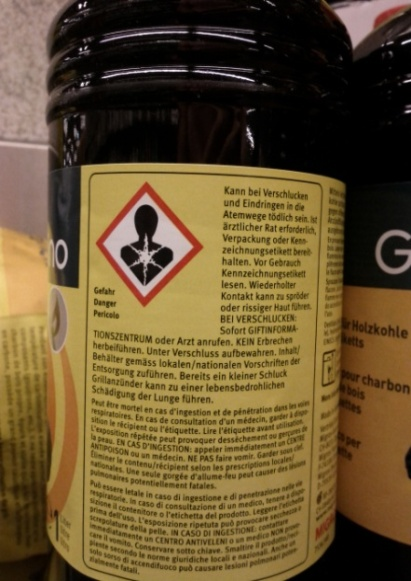 Kann bei Verschlucken
und Eindringen in die
Atemwege tödlich sein. Ist
ärztlicher Rat erforderlich,
Verpackung oder Kenn-
zeichnungsetikett bereit-
halten. Vor Gebrauch
Kennzeichnungsetikett
lesen. Wiederholter
Kontakt kann zu spröder
oder rissiger Haut führen.
BEI VERSCHLUCKEN:
Sofort GIFTINFORMA-
Gefahr
Danger
Pericolo
TIONSZENTRUM oder Arzt anrufen. KEIN Erbrechen
herbeiführen. Unter Verschluss aufbewahren. Inhalt/
Behälter gemäss lokalen/nationalen Vorschriften der
Entsorgung zuführen. Bereits ein kleiner Schluck
Grillanzünder kann zu einer lebensbedrohlichen
Schädigung der Lunge führen.
Peut être mortel en cas d'ingestion et de pénétration dans les voies
respiratoires. En cas de consultation d'un médecin, garder à dispo-
sition le récipient ou l'étiquette. Lire l'étiquette avant utilisation.
L'exposition répétée peut provoquer dessèchement ou gerçures de
la peau. EN CAS D'INGESTION: appeler immédiatement un CENTRE
ANTIPOISON ou un médecin. NE PAS faire vomir. Garder sous clef.
Éliminer le contenu/récipient selon les prescriptions locales/
nationales. Une seule gorgée d'allume-feu peut causer des lésions
pulmonaires potentiellement fatales.
Può essere letale in caso di ingestione e di penetrazione nelle vie
respiratorie. In caso di consultazione di un medico, tenere a dispo-
sizione il contenitore o l'etichetta del prodotto. Leggere l'etichetta
prima dell'uso. L'esposizione ripetuta può provocare secchezza e
screpolature della pelle. IN CASO DI INGESTIONE: contattare
immediatamente un CENTRO ANTIVELENI o un medico. NON provo-
care il vomito. Conservare sotto chiave. Smaltire il prodotto/reci-
piente secondo le norme giuridiche locali e nazionali. Anche un
solo sorso di accendifuoco può causare lesioni polmonari poten-
zialmente fatali.
no
G
für Holzkohle
ketts
pour charbon
de bois